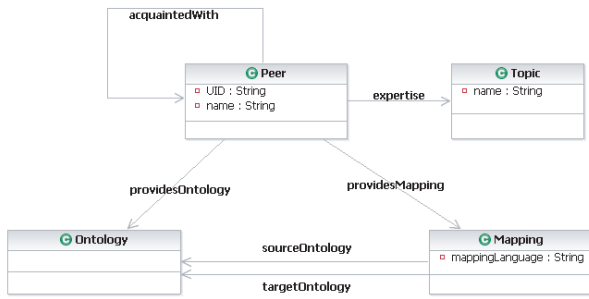 acquaintedWith
Peer
UID : String
name : String
expertise
Topic
name : String
providesOntology
providesMapping
Ontology
sourceOntology
targetOntology
Mapping
mappingLanguage : String